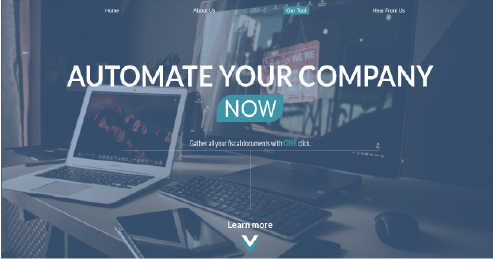 Home About Us Our Tool Hear From Us
AUTOMATE YOUR COMPANY
NOW
Gather all your fiscal documents with ONE click.
Learn more